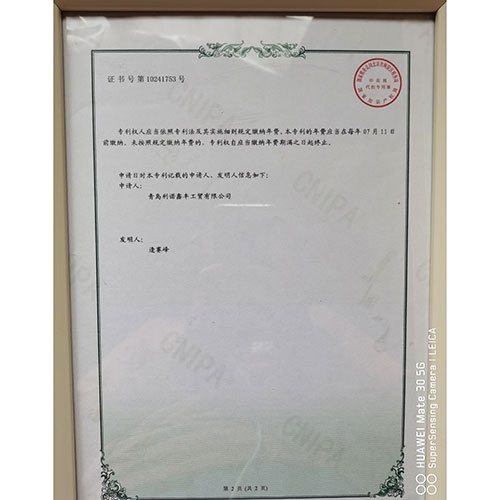 证书号第10241753号
专利权人应当依照专利法及其实施细则规定缴纳年费。本专利的年费应当在每年07月11日
前缴纳。未按照规定缴纳年费的,专利权自应当缴纳年费期满之日起终止。
申请日时本专利记载的申请人、发明人信息如下:
申请人:
青岛利诺鑫丰工贸有限公司
发明人:
逄赛峰
CNIPA
CNIPA
CNIPA
第 2 页 (共 2 页)
HUAWEI Mate 30 5G
SuperSensing Camera | LEICA